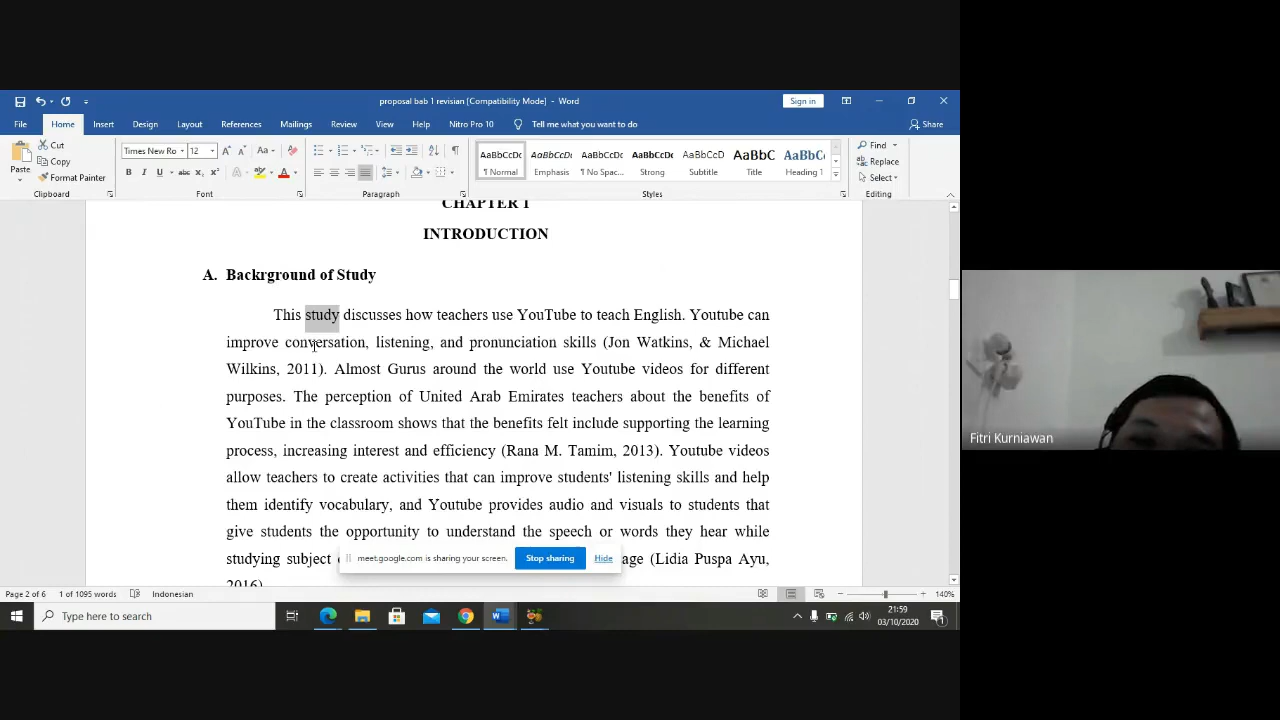 proposal bab 1 revisian [Compatibility Mode] - Word
Sign in
File Home Insert Design Layout References Mailings Review View Help Nitro Pro 10 Tell me what you want to do Share
Paste
Cut
Copy
Format Painter
Clipboard
Times New Ro 12
Font
Paragraph
AaBbCcDc AaBbCcDc AaBbCcDc AaBbCcDc AaBbCcD AaBbC AaBbCc
¶ Normal Emphasis ¶ No Spac... Strong Subtitle Title Heading 1
Styles
Find
Replace
Select
Editing
CHAPTER I
INTRODUCTION
A. Backrground of Study
This study discusses how teachers use YouTube to teach English. Youtube can
improve conversation, listening, and pronunciation skills (Jon Watkins, & Michael
Wilkins, 2011). Almost Gurus around the world use Youtube videos for different
purposes. The perception of United Arab Emirates teachers about the benefits of
YouTube in the classroom shows that the benefits felt include supporting the learning
process, increasing interest and efficiency (Rana M. Tamim, 2013). Youtube videos
allow teachers to create activities that can improve students' listening skills and help
them identify vocabulary, and Youtube provides audio and visuals to students that
give students the opportunity to understand the speech or words they hear while
studying subject (Lidia Puspa Ayu,
2016)
meet.google.com is sharing your screen. Stop sharing Hide
Page 2 of 6 1 of 1095 words Indonesian 140%
Type here to search
21:59
03/10/2020
Fitri Kurniawan